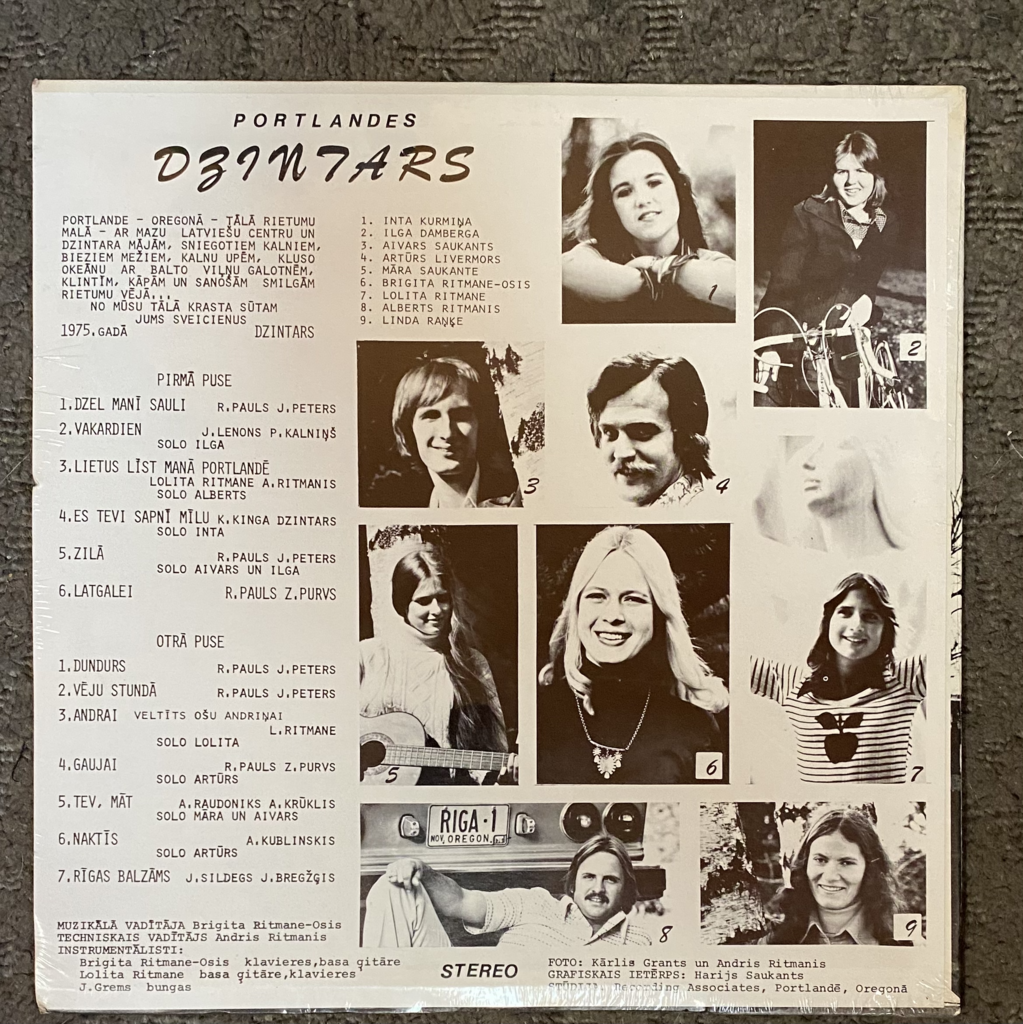 PORTLANDES
DZINTARS
PORTLANDE - OREGONĀ - TĀLĀ RIETUMU
MALĀ - AR MAZU LATVIEŠU CENTRU UN
DZINTARA MĀJĀM, SNIEGOTIEM KALNIEM,
BIEZIEM MEŽIEM, KALNU UPĒM, KLUSO
OKEĀNU AR BALTO VIĻŅU GALOTNĒM,
KLINTĪM, KĀPĀM UN SANOŠĀM SMILGĀM
RIETUMU VĒJĀ...
NO MŪSU TĀLĀ KRASTA SŪTAM
JUMS SVEICIENUS
1975.GADĀ DZINTARS
1. INTA KURMIŅA
2. ILGA DAMBERGA
3. AIVARS SAUKANTS
4. ARTŪRS LIVERMORS
5. MĀRA SAUKANTE
6. BRIGITA RITMANE-OSIS
7. LOLITA RITMANE
8. ALBERTS RITMANIS
9. LINDA RAŅĶE
PIRMĀ PUSE
1.DZEL MANĪ SAULI R.PAULS J.PETERS
2.VAKARDIEN J.LENONS P.KALNIŅŠ
SOLO ILGA
3.LIETUS LĪST MANĀ PORTLANDĒ
LOLITA RITMANE A.RITMANIS
SOLO ALBERTS
4.ES TEVI SAPNĪ MĪLU K.KINGA DZINTARS
SOLO INTA
5.ZILĀ R.PAULS J.PETERS
SOLO AIVARS UN ILGA
6.LATGALEI R.PAULS Z.PURVS
OTRĀ PUSE
1.DUNDURS R.PAULS J.PETERS
2.VĒJU STUNDĀ R.PAULS J.PETERS
3.ANDRAI VELTĪTS OŠU ANDRIŅAI
L.RITMANE
SOLO LOLITA
4.GAUJAI R.PAULS Z.PURVS
SOLO ARTŪRS
5.TEV, MĀT A.RAUDONIKS A.KRŪKLIS
SOLO MĀRA UN AIVARS
6.NAKTĪS A.KUBLINSKIS
SOLO ARTŪRS
7.RĪGAS BALZĀMS J.SILDEGS J.BREGŽĢIS
MUZIKĀLĀ VADĪTĀJA Brigita Ritmane-Osis
TECHNISKAIS VADĪTĀJS Andris Ritmanis
INSTRUMENTĀLISTI:
Brigita Ritmane-Osis klavieres,basa ģitāre
Lolita Ritmane basa ģitāre,klavieres
J.Grems bungas
1
2
3
4
5
6
7
RIGA·1
NOV. OREGON
8
9
STEREO
FOTO: Kārlis Grants un Andris Ritmanis
GRAFISKAIS IETĒRPS: Harijs Saukants
STŪDIJA: Recording Associates, Portlandē, Oregonā